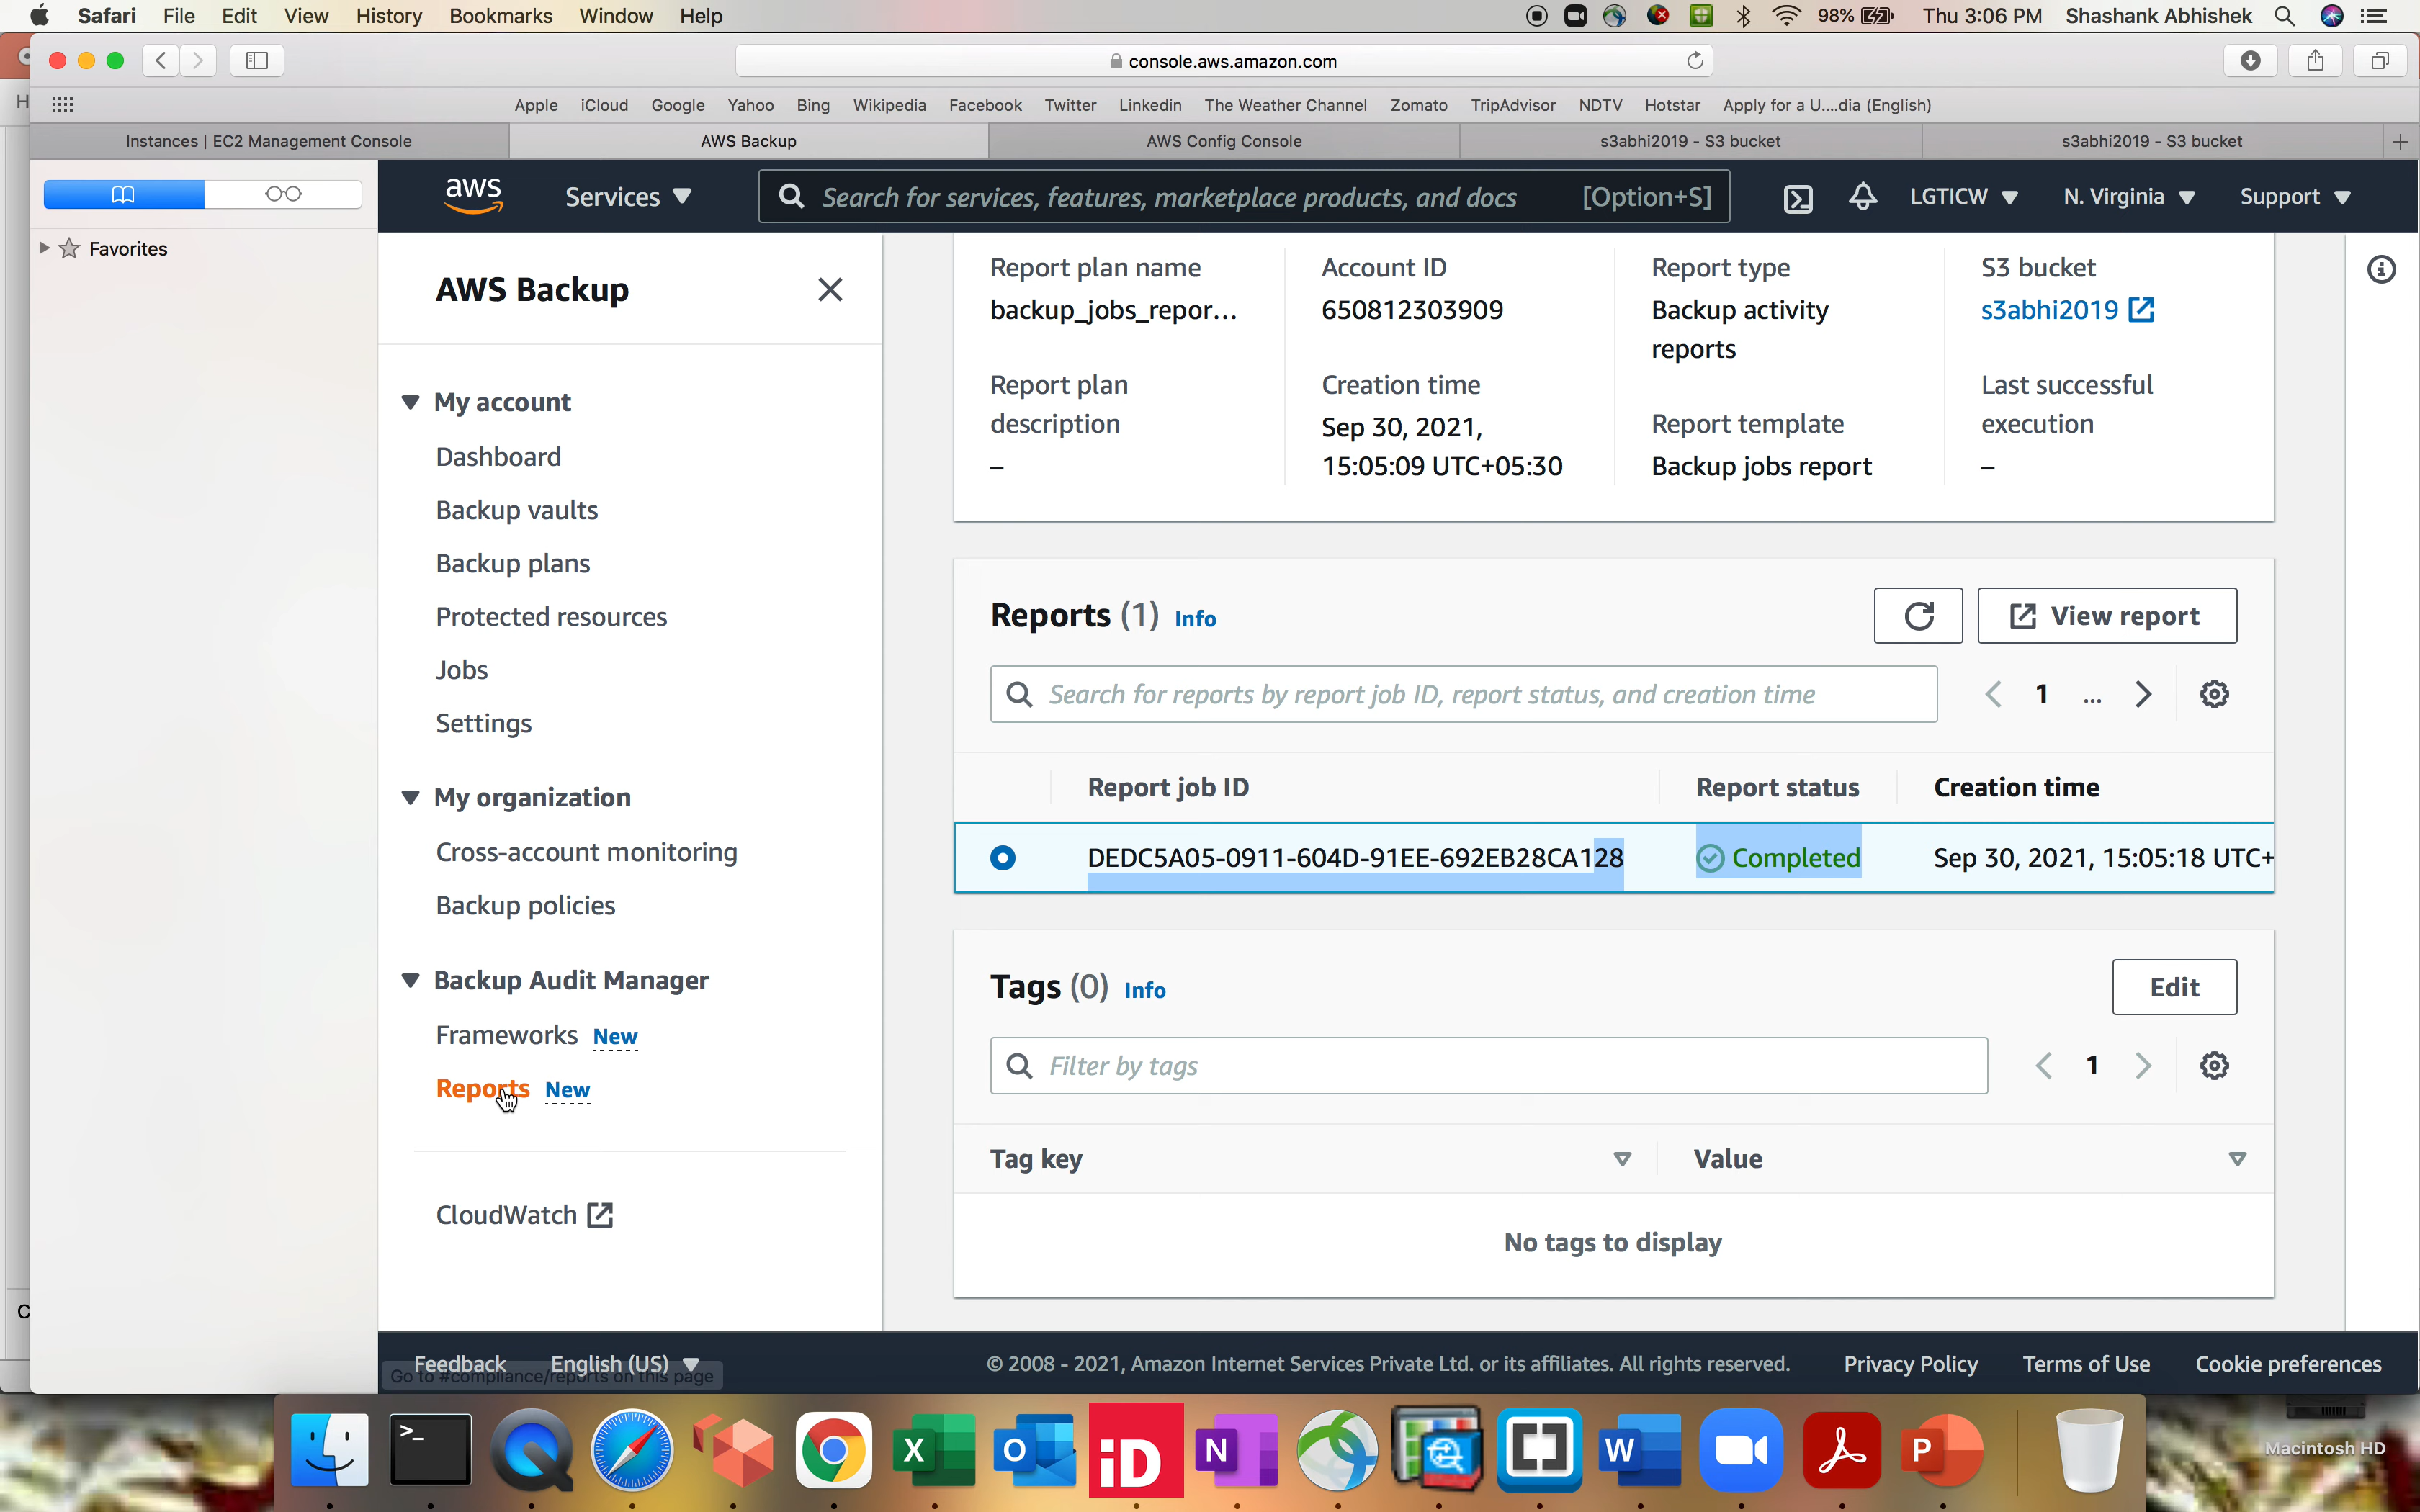 Safari File Edit View History Bookmarks Window Help 98% Thu 3:06 PM Shashank Abhishek
console.aws.amazon.com
Apple iCloud Google Yahoo Bing Wikipedia Facebook Twitter Linkedin The Weather Channel Zomato TripAdvisor NDTV Hotstar Apply for a U....dia (English)
Instances | EC2 Management Console AWS Backup AWS Config Console s3abhi2019 - S3 bucket s3abhi2019 - S3 bucket
aws Services Search for services, features, marketplace products, and docs [Option+S] LGTICW N. Virginia Support
Favorites
AWS Backup
My account
Dashboard
Backup vaults
Backup plans
Protected resources
Jobs
Settings
My organization
Cross-account monitoring
Backup policies
Backup Audit Manager
Frameworks New
Reports New
CloudWatch
Report plan name
backup_jobs_repor...
Report plan
description
–
Account ID
650812303909
Creation time
Sep 30, 2021,
15:05:09 UTC+05:30
Report type
Backup activity
reports
Report template
Backup jobs report
S3 bucket
s3abhi2019
Last successful
execution
–
Reports (1) Info View report
Search for reports by report job ID, report status, and creation time 1 ...
Report job ID Report status Creation time
DEDC5A05-0911-604D-91EE-692EB28CA128 Completed Sep 30, 2021, 15:05:18 UTC+
Tags (0) Info Edit
Filter by tags 1
Tag key Value
No tags to display
Feedback English (US) © 2008 - 2021, Amazon Internet Services Private Ltd. or its affiliates. All rights reserved. Privacy Policy Terms of Use Cookie preferences
Go to #compliance/reports on this page
Macintosh HD